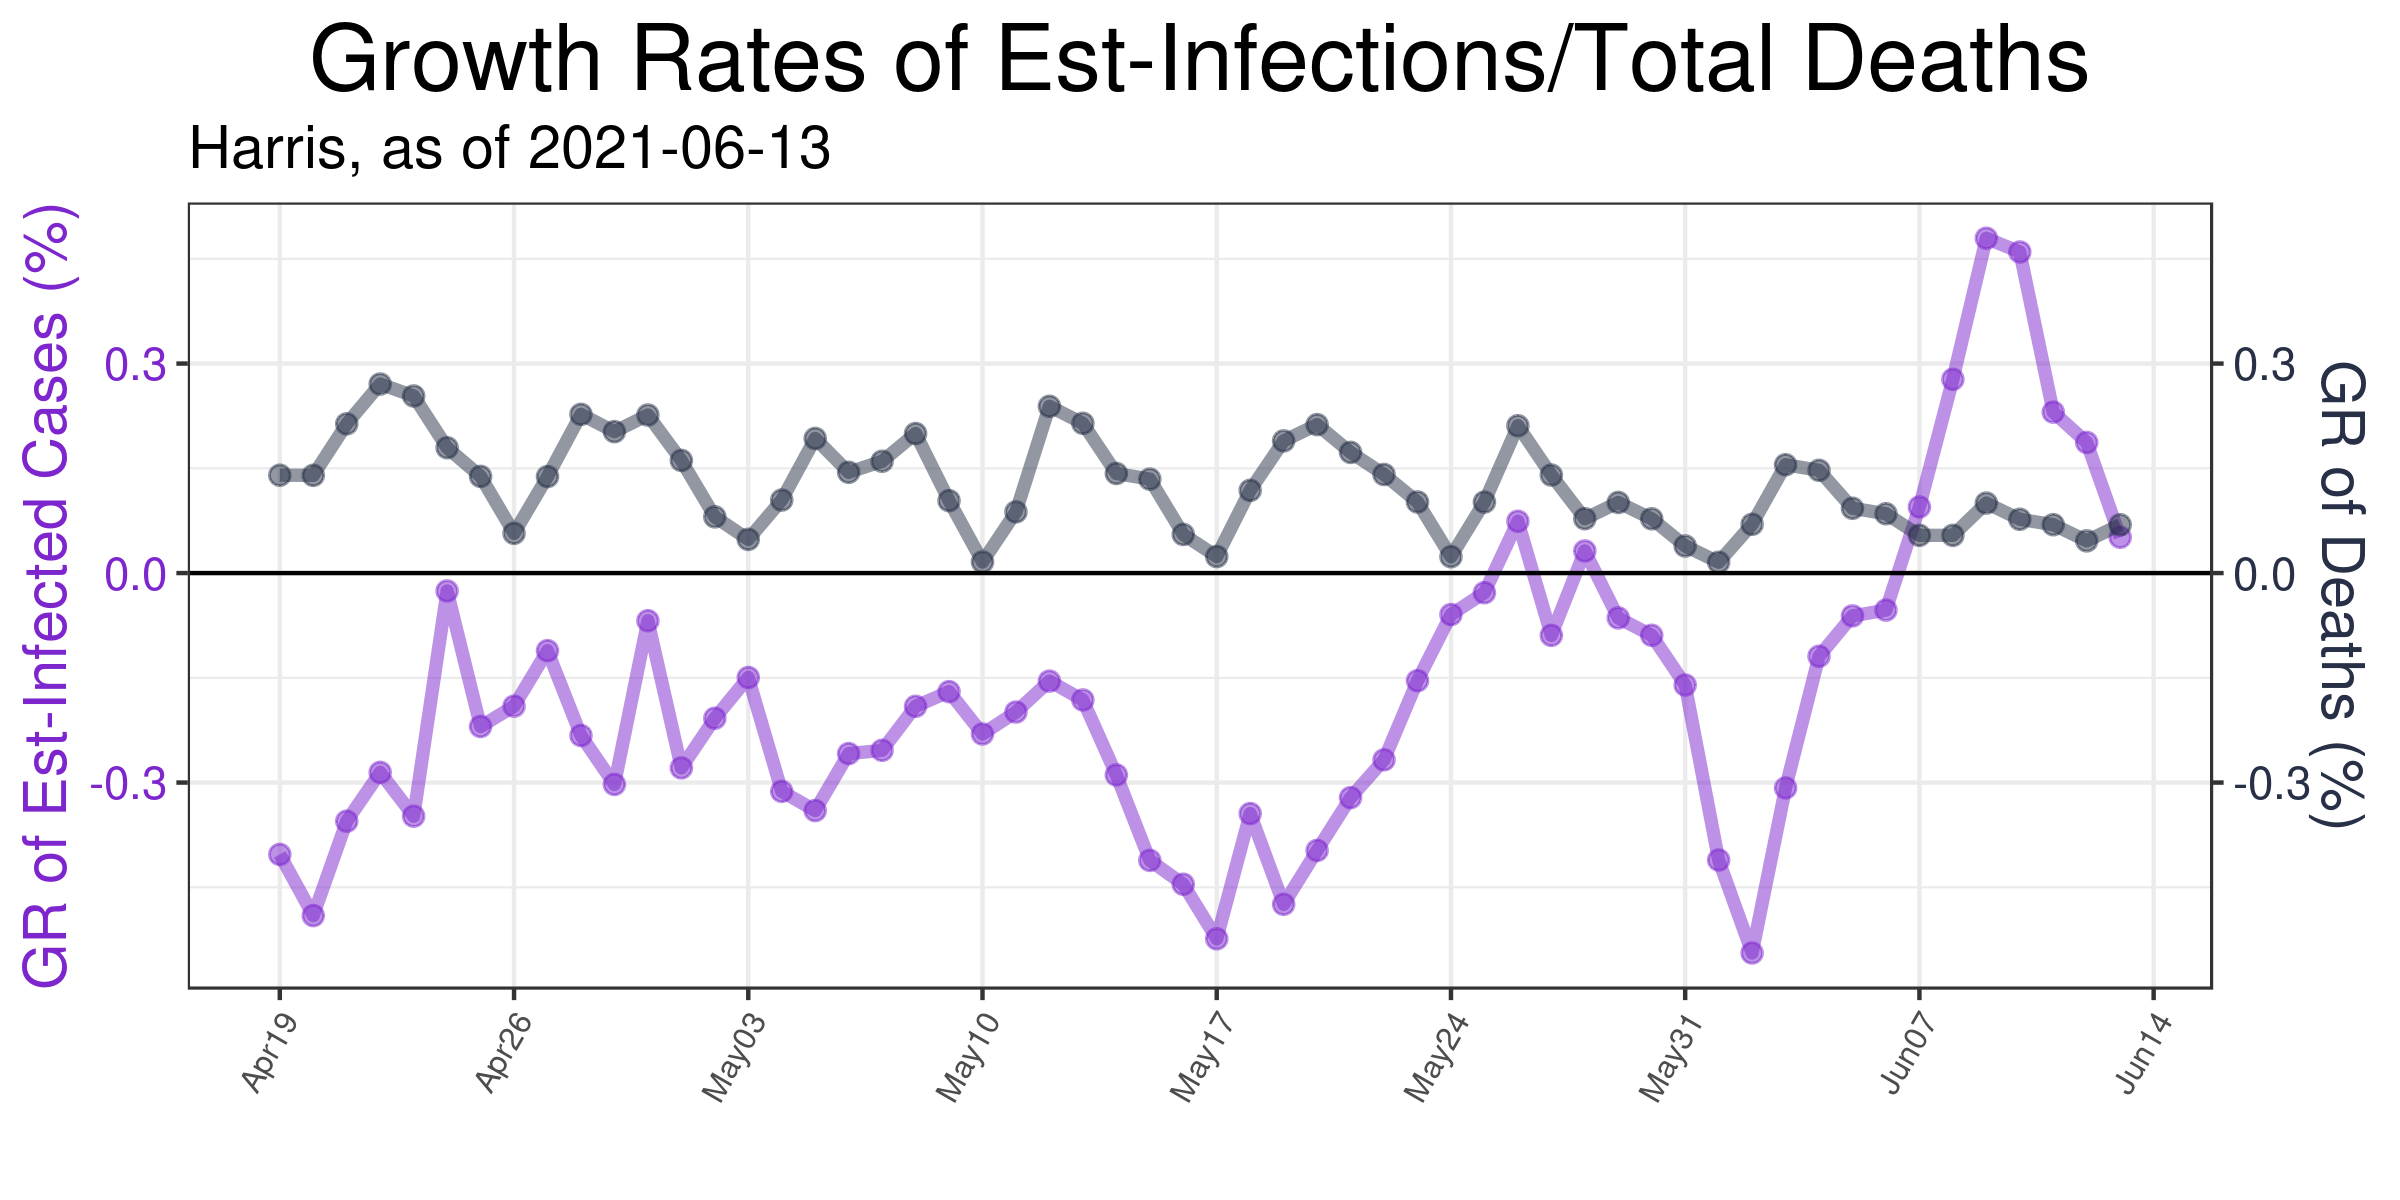 Growth Rates of Est-Infections/Total Deaths
Harris, as of 2021-06-13
GR of Est-Infected Cases (%)
0.3
0.0
-0.3
0.3
0.0
-0.3
GR of Deaths (%)
Apr19
Apr26
May03
May10
May17
May24
May31
Jun07
Jun14